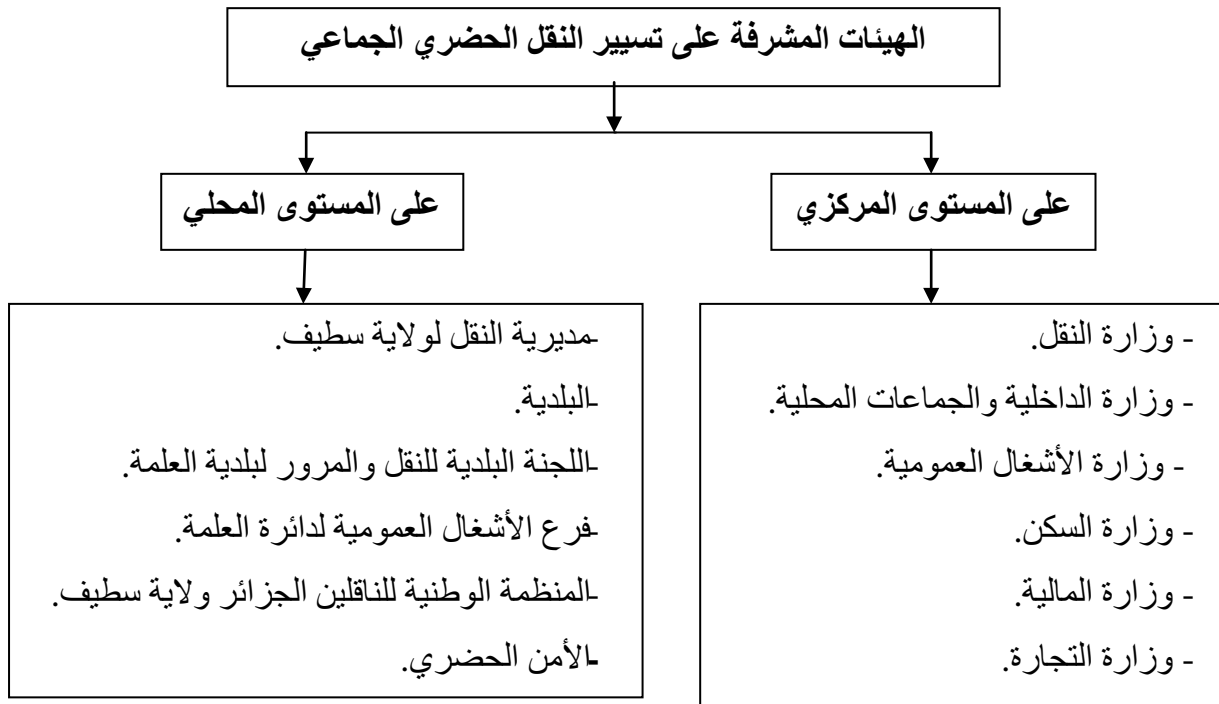 الهيئات المشرفة على تسيير النقل الحضري الجماعي
على المستوى المركزي
على المستوى المحلي
- وزارة النقل.
- وزارة الداخلية والجماعات المحلية.
- وزارة الأشغال العمومية.
- وزارة السكن.
- وزارة المالية.
- وزارة التجارة.
-مديرية النقل لولاية سطيف.
-البلدية.
-اللجنة البلدية للنقل والمرور لبلدية العلمة.
-فرع الأشغال العمومية لدائرة العلمة.
-المنظمة الوطنية للناقلين الجزائر ولاية سطيف.
-الأمن الحضري.